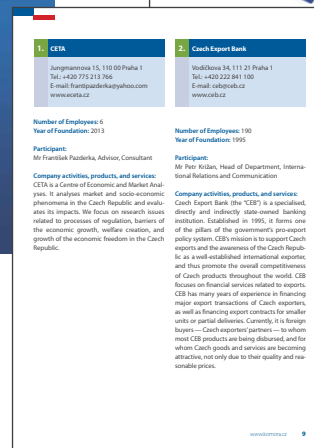 1. CETA
Jungmannova 15, 110 00 Praha 1
Tel.: +420 775 213 766
E-mail: frantipazderka@yahoo.com
www.eceta.cz
Number of Employees: 6
Year of Foundation: 2013
Participant:
Mr František Pazderka, Advisor, Consultant
Company activities, products, and services:
CETA is a Centre of Economic and Market Anal-
yses. It analyses market and socio-economic
phenomena in the Czech Republic and evalu-
ates its impacts. We focus on research issues
related to processes of regulation, barriers of
the economic growth, welfare creation, and
growth of the economic freedom in the Czech
Republic.
2. Czech Export Bank
Vodičkova 34, 111 21 Praha 1
Tel.: +420 222 841 100
E-mail: ceb@ceb.cz
www.ceb.cz
Number of Employees: 190
Year of Foundation: 1995
Participant:
Mr Petr Križan, Head of Department, Interna-
tional Relations and Communication
Company activities, products, and services:
Czech Export Bank (the "CEB") is a specialised,
directly and indirectly state-owned banking
institution. Established in 1995, it forms one
of the pillars of the government's pro-export
policy system. CEB's mission is to support Czech
exports and the awareness of the Czech Repub-
lic as a well-established international exporter,
and thus promote the overall competitiveness
of Czech products throughout the world. CEB
focuses on financial services related to exports.
CEB has many years of experience in financing
major export transactions of Czech exporters,
as well as financing export contracts for smaller
units or partial deliveries. Currently, it is foreign
buyers — Czech exporters' partners — to whom
most CEB products are being disbursed, and for
whom Czech goods and services are becoming
attractive, not only due to their quality and rea-
sonable prices.
www.komora.cz 9